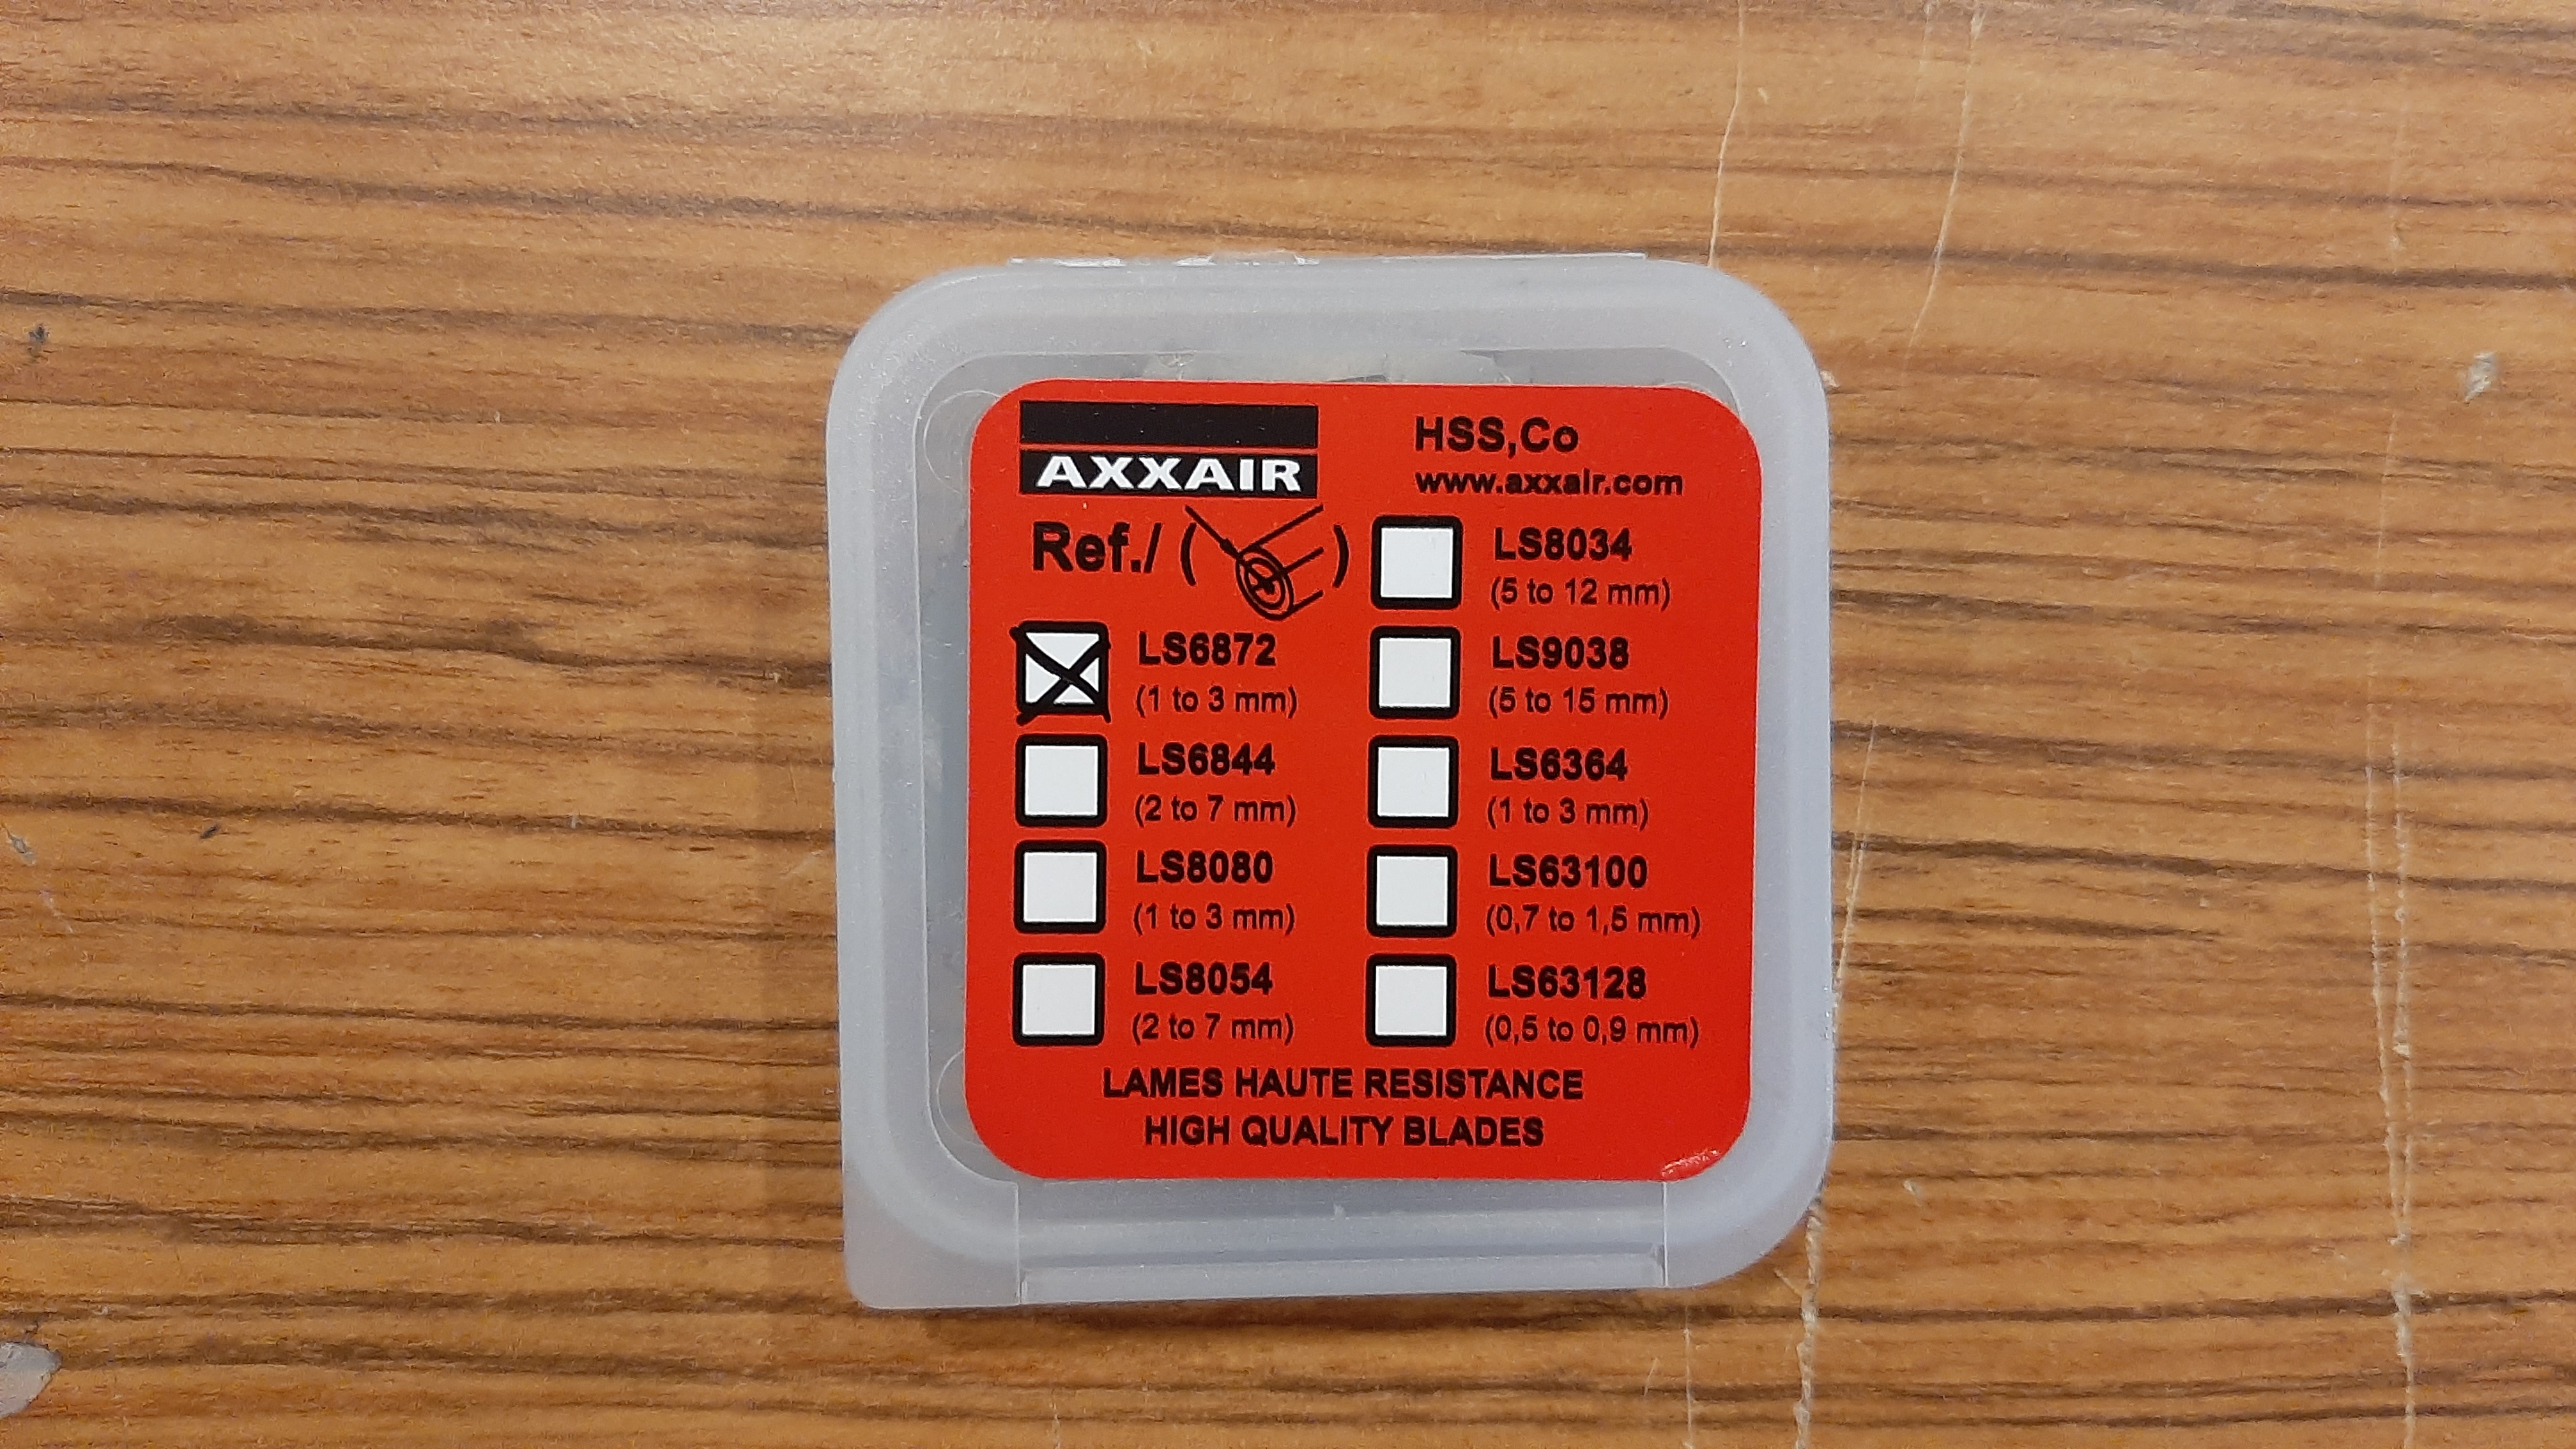 AXXAIR
HSS,Co
www.axxair.com
Ref./ ( )
LS6872
(1 to 3 mm)
LS6844
(2 to 7 mm)
LS8080
(1 to 3 mm)
LS8054
(2 to 7 mm)
LS8034
(5 to 12 mm)
LS9038
(5 to 15 mm)
LS6364
(1 to 3 mm)
LS63100
(0,7 to 1,5 mm)
LS63128
(0,5 to 0,9 mm)
LAMES HAUTE RESISTANCE
HIGH QUALITY BLADES